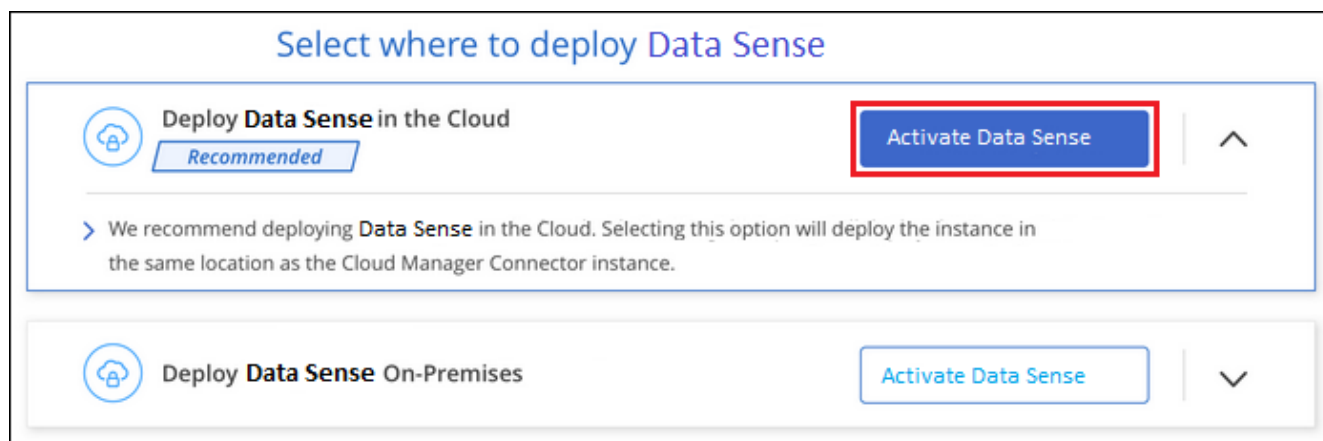 Select where to deploy Data Sense
Deploy Data Sense in the Cloud
Activate Data Sense
Recommended
We recommend deploying Data Sense in the Cloud. Selecting this option will deploy the instance in
the same location as the Cloud Manager Connector instance.
Deploy Data Sense On-Premises
Activate Data Sense